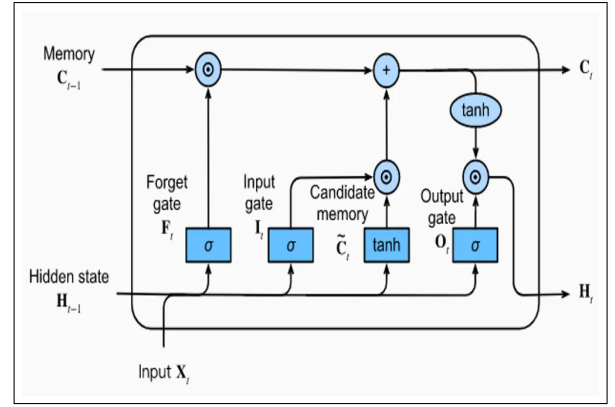 Memory
C_{t-1}
⊙
+
C_t
tanh
Forget
gate
F_t
Input
gate
I_t
Candidate
memory
C̃_t
⊙
Output
gate
O_t
⊙
σ
σ
tanh
σ
Hidden state
H_{t-1}
H_t
Input X_t